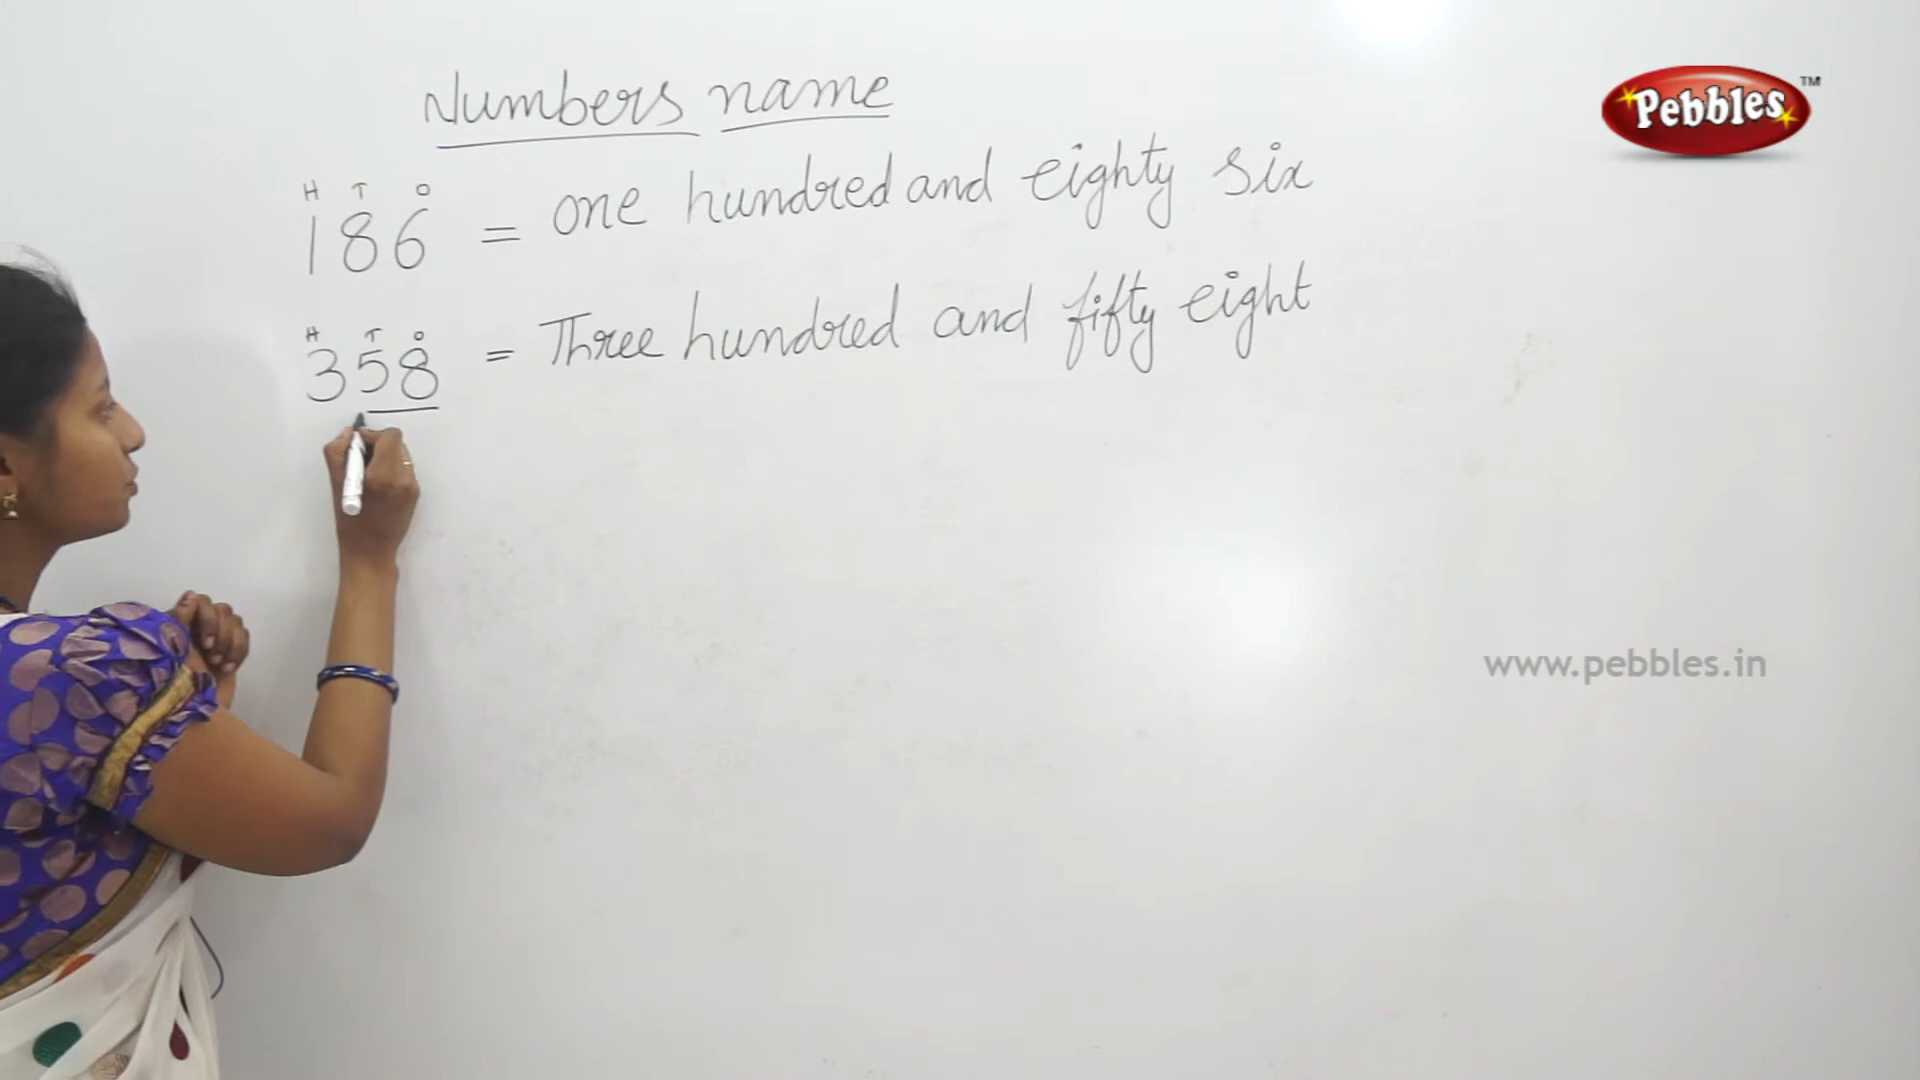 Numbers name
H T O
186 = one hundred and eighty six
H T O
358 = Three hundred and fifty eight
Pebbles™
www.pebbles.in